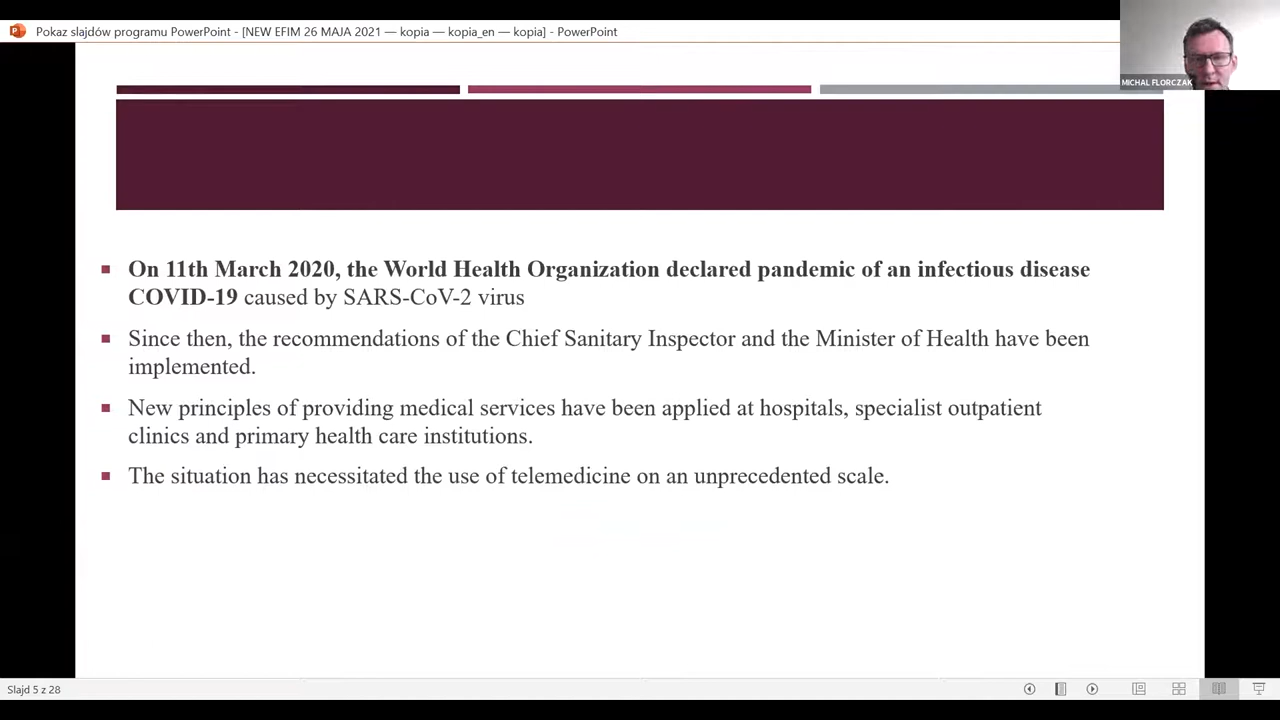 Pokaz slajdów programu PowerPoint - [NEW EFIM 26 MAJA 2021 — kopia — kopia_en — kopia] - PowerPoint
MICHAL FLORCZAK
On 11th March 2020, the World Health Organization declared pandemic of an infectious disease
COVID-19 caused by SARS-CoV-2 virus
Since then, the recommendations of the Chief Sanitary Inspector and the Minister of Health have been
implemented.
New principles of providing medical services have been applied at hospitals, specialist outpatient
clinics and primary health care institutions.
The situation has necessitated the use of telemedicine on an unprecedented scale.
Slajd 5 z 28